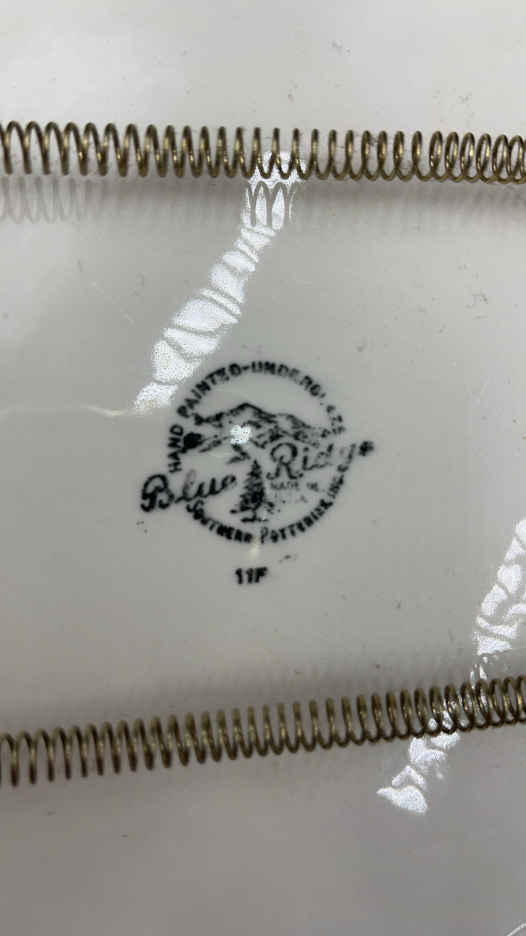 HAND PAINTED-UNDERGLAZE
Blue Ridge
MADE IN
U.S.A.
SOUTHERN POTTERIES INC.
11F